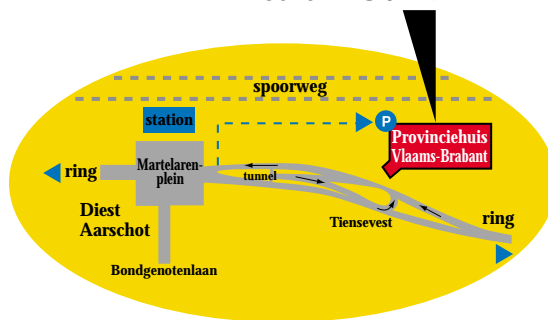 spoorweg
station
P
Provinciehuis
Vlaams-Brabant
Martelaren-
plein
ring
tunnel
Diest
Aarschot
Tiensevest
ring
Bondgenotenlaan